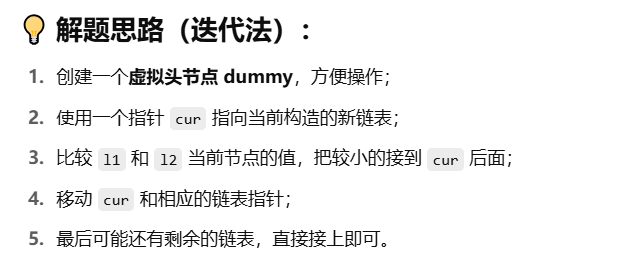 💡 解题思路（迭代法）：
1. 创建一个虚拟头节点 dummy，方便操作；
2. 使用一个指针 cur 指向当前构造的新链表；
3. 比较 l1 和 l2 当前节点的值，把较小的接到 cur 后面；
4. 移动 cur 和相应的链表指针；
5. 最后可能还有剩余的链表，直接接上即可。